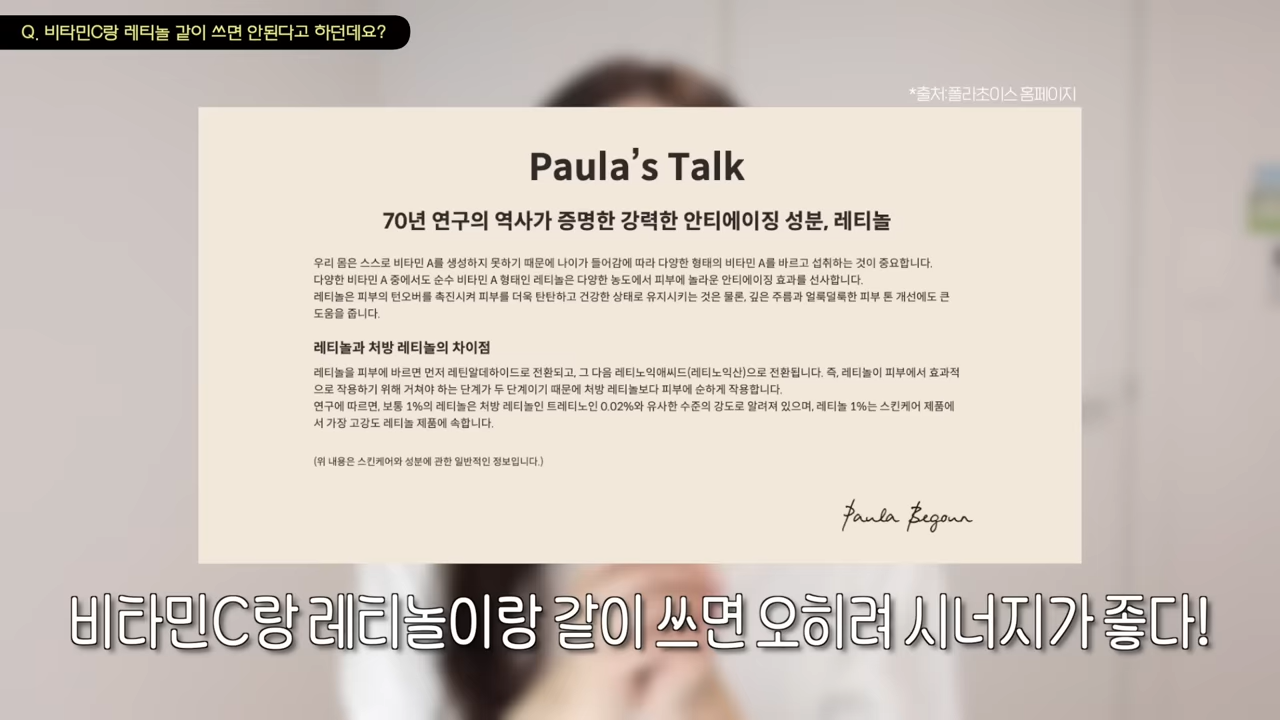 Q. 비타민C랑 레티놀 같이 쓰면 안된다고 하던데요?
*출처:폴라초이스 홈페이지
Paula's Talk
70년 연구의 역사가 증명한 강력한 안티에이징 성분, 레티놀
우리 몸은 스스로 비타민 A를 생성하지 못하기 때문에 나이가 들어감에 따라 다양한 형태의 비타민 A를 바르고 섭취하는 것이 중요합니다.
다양한 비타민 A 중에서도 순수 비타민 A 형태인 레티놀은 다양한 농도에서 피부에 놀라운 안티에이징 효과를 선사합니다.
레티놀은 피부의 턴오버를 촉진시켜 피부를 더욱 탄탄하고 건강한 상태로 유지시키는 것은 물론, 깊은 주름과 얼룩덜룩한 피부 톤 개선에도 큰
도움을 줍니다.
레티놀과 처방 레티놀의 차이점
레티놀을 피부에 바르면 먼저 레틴알데하이드로 전환되고, 그 다음 레티노익애씨드(레티노익산)으로 전환됩니다. 즉, 레티놀이 피부에서 효과적
으로 작용하기 위해 거쳐야 하는 단계가 두 단계이기 때문에 처방 레티놀보다 피부에 순하게 작용합니다.
연구에 따르면, 보통 1%의 레티놀은 처방 레티놀인 트레티노인 0.02%와 유사한 수준의 강도로 알려져 있으며, 레티놀 1%는 스킨케어 제품에
서 가장 고강도 레티놀 제품에 속합니다.
(위 내용은 스킨케어와 성분에 관한 일반적인 정보입니다.)
Paula Begoun
비타민C랑 레티놀이랑 같이 쓰면 오히려 시너지가 좋다!